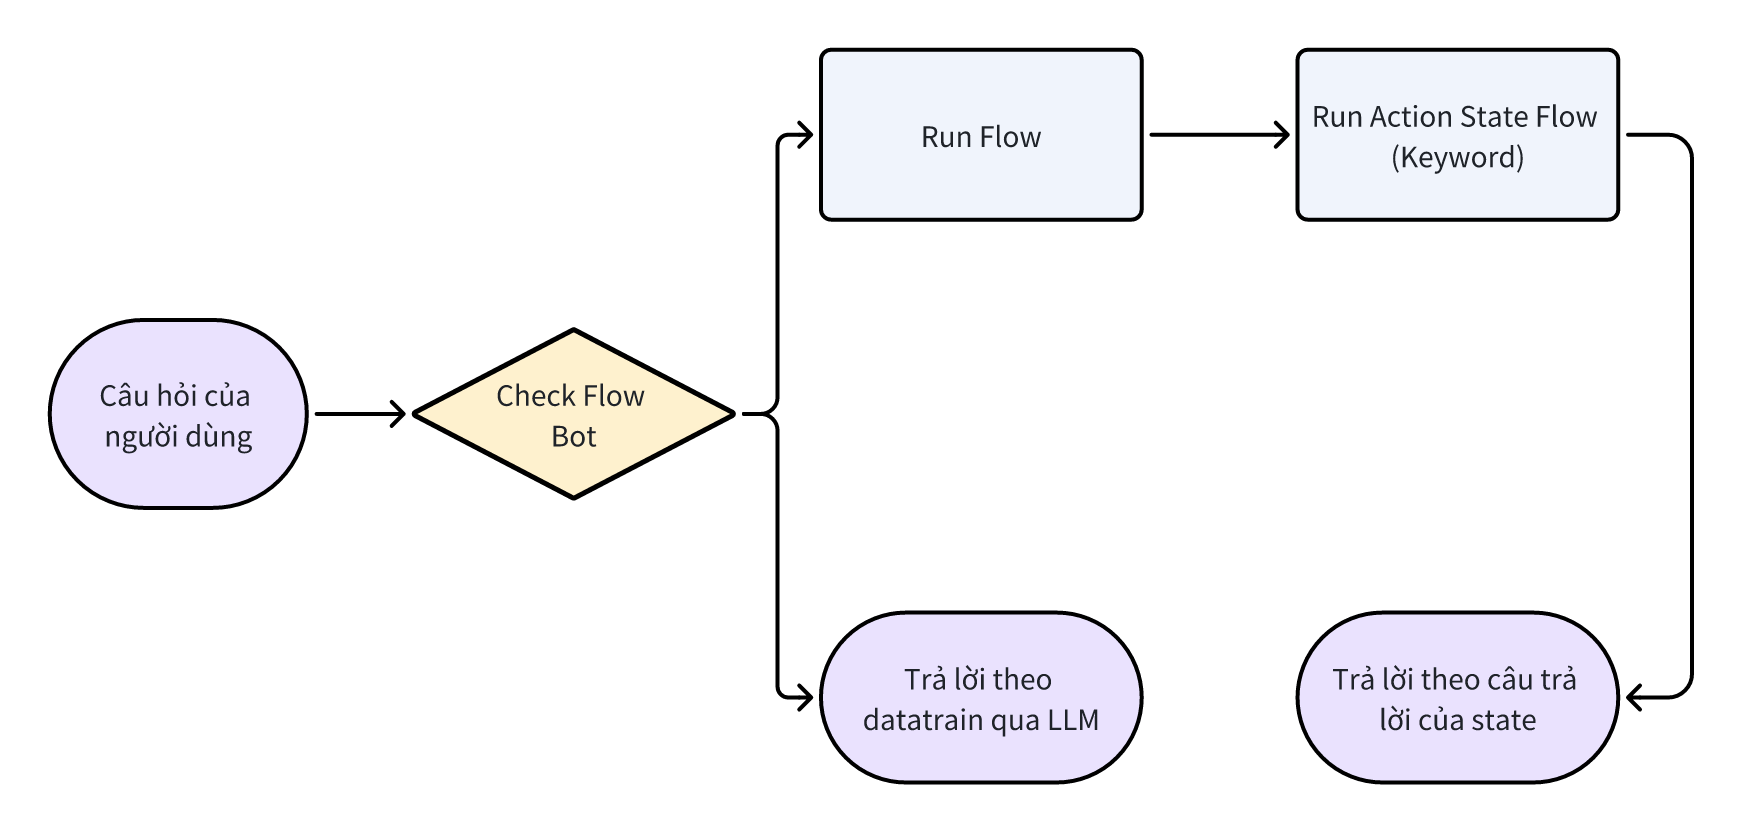 Câu hỏi của
người dùng
Check Flow
Bot
Run Flow
Run Action State Flow
(Keyword)
Trả lời theo
datatrain qua LLM
Trả lời theo câu trả
lời của state